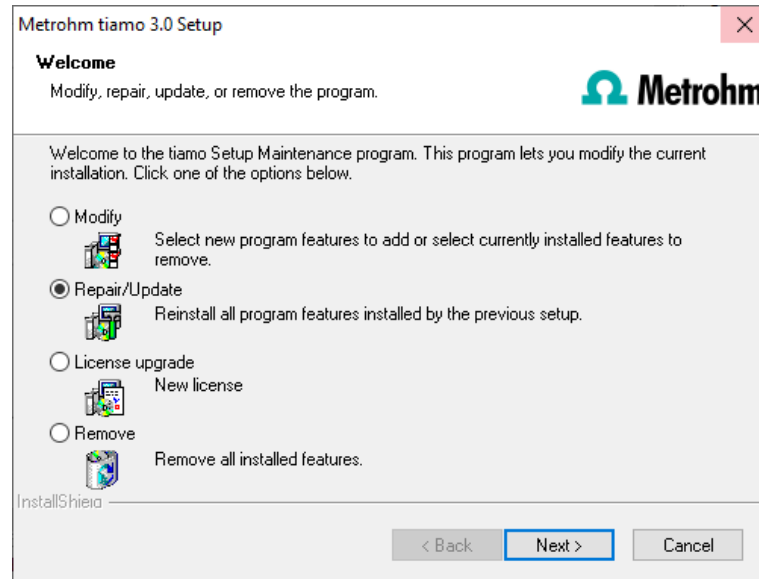 Metrohm tiamo 3.0 Setup
Welcome
Modify, repair, update, or remove the program.
Metrohm
Welcome to the tiamo Setup Maintenance program. This program lets you modify the current
installation. Click one of the options below.
Modify
Select new program features to add or select currently installed features to
remove.
Repair/Update
Reinstall all program features installed by the previous setup.
License upgrade
New license
Remove
Remove all installed features.
InstallShield
< Back Next > Cancel